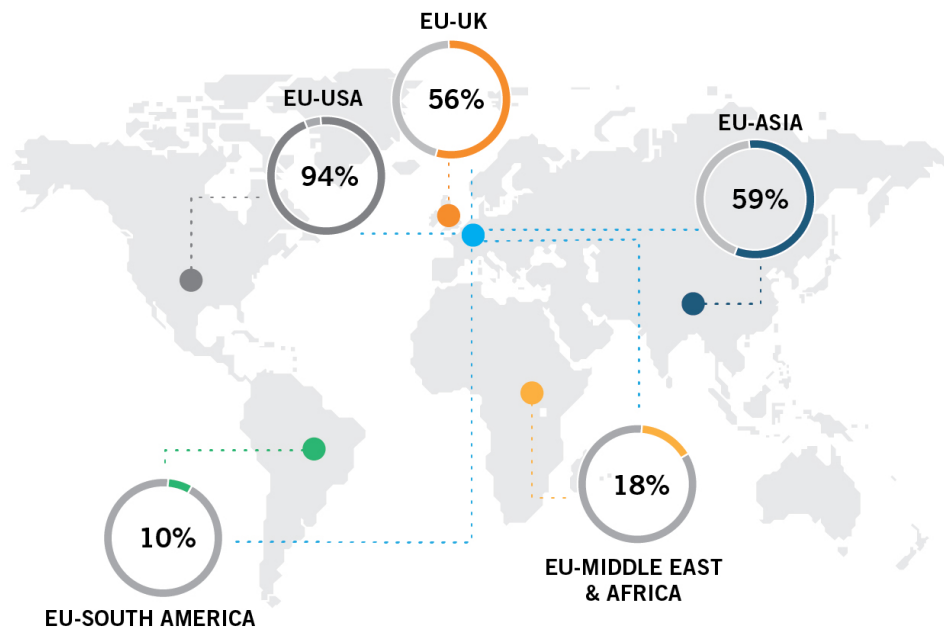 EU-UK
56%
EU-USA
94%
EU-ASIA
59%
18%
EU-MIDDLE EAST
& AFRICA
10%
EU-SOUTH AMERICA